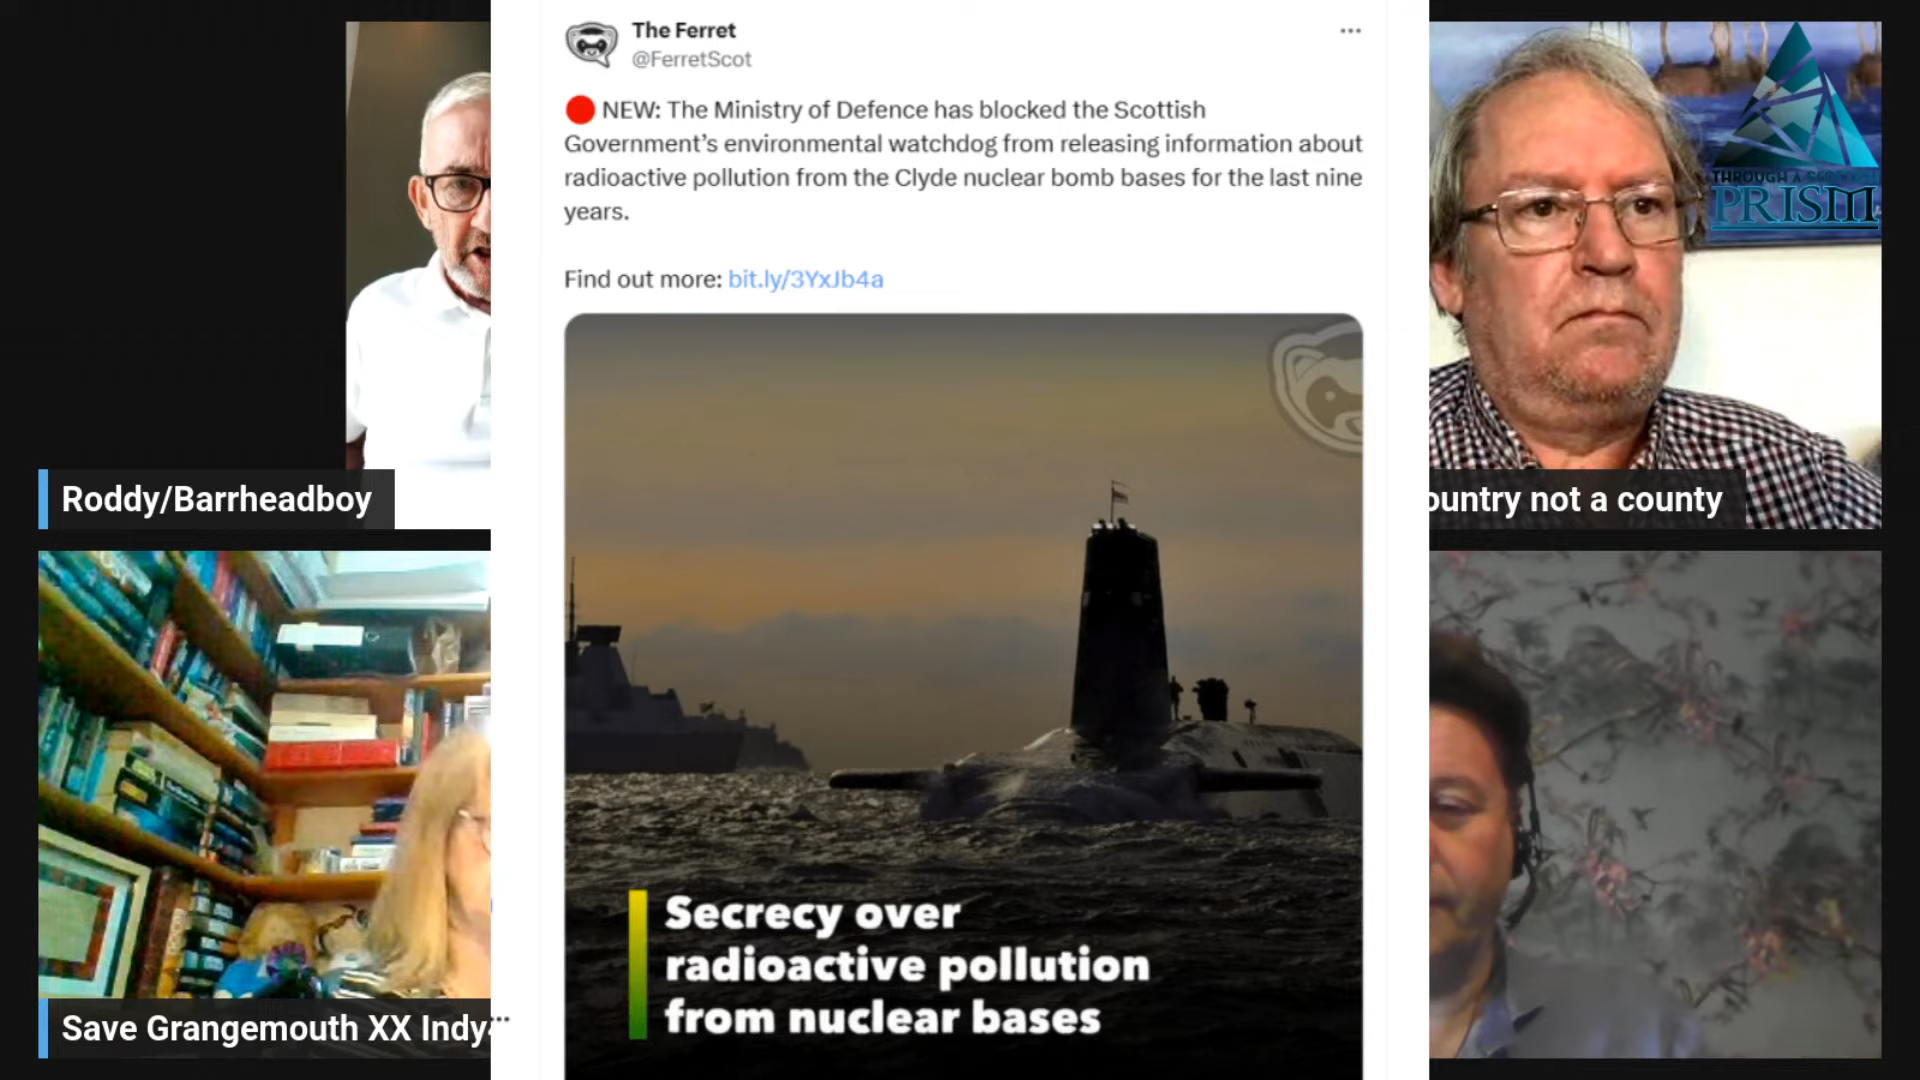 The Ferret
@FerretScot
NEW: The Ministry of Defence has blocked the Scottish
Government’s environmental watchdog from releasing information about
radioactive pollution from the Clyde nuclear bomb bases for the last nine
years.
Find out more: bit.ly/3YxJb4a
Secrecy over
radioactive pollution
from nuclear bases
THROUGH A
PRISM
Roddy/Barrheadboy
ountry not a county
Save Grangemouth XX Indy